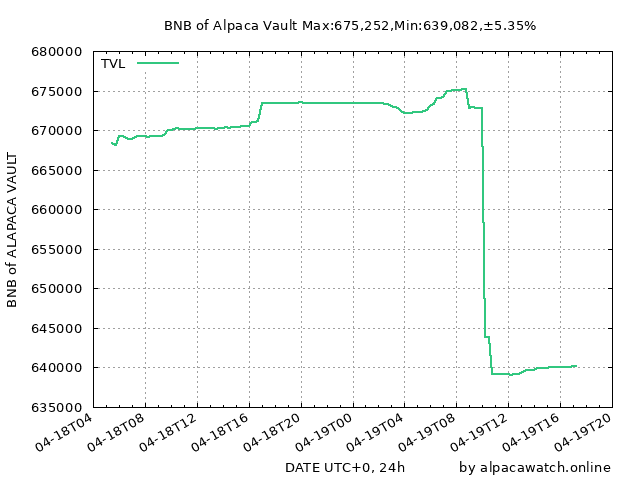 BNB of Alpaca Vault Max:675,252,Min:639,082,±5.35%
TVL
BNB of ALAPACA VAULT
680000
675000
670000
665000
660000
655000
650000
645000
640000
635000
04-18T04 04-18T08 04-18T12 04-18T16 04-18T20 04-19T00 04-19T04 04-19T08 04-19T12 04-19T16 04-19T20
DATE UTC+0, 24h by alpacawatch.online